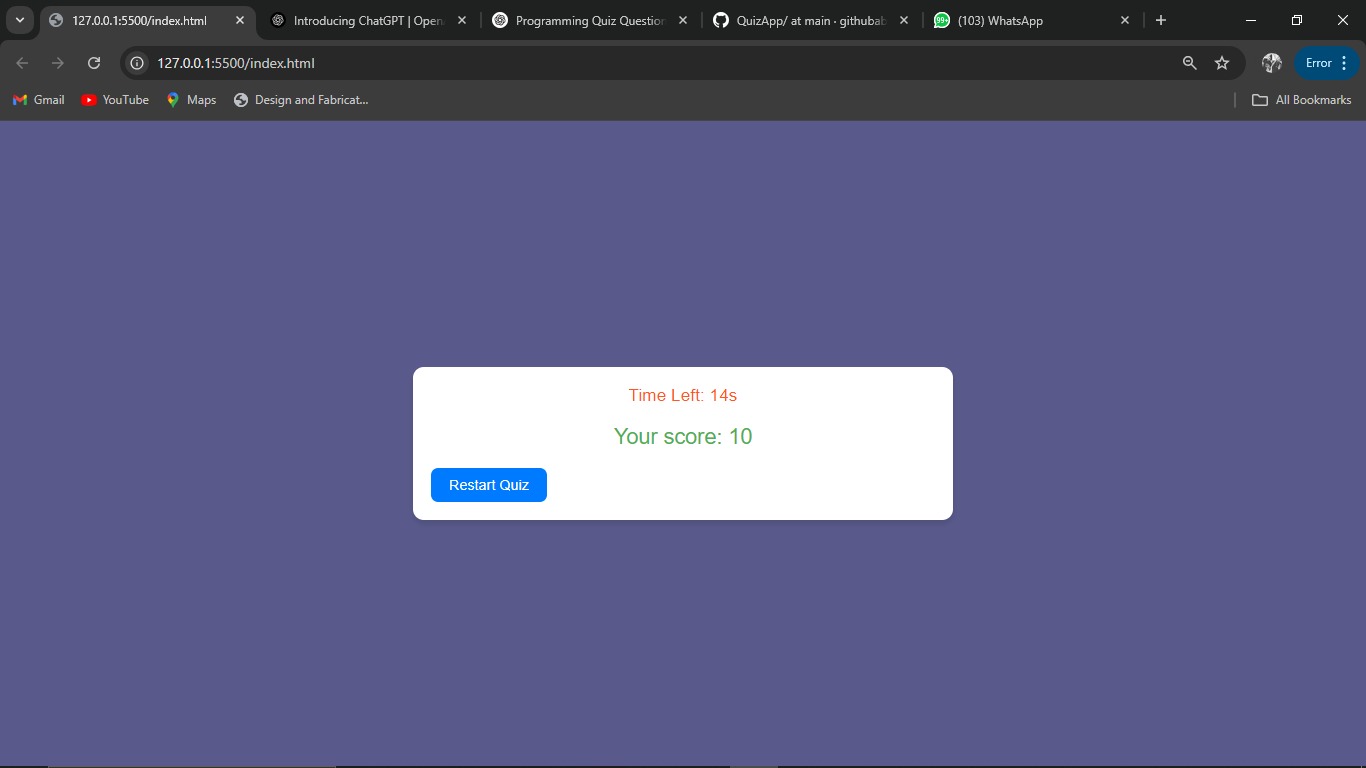 127.0.0.1:5500/index.html
Introducing ChatGPT | Open
Programming Quiz Question
QuizApp/ at main · githubab
99+ (103) WhatsApp
127.0.0.1:5500/index.html
Error
Gmail YouTube Maps Design and Fabricat... All Bookmarks
Time Left: 14s
Your score: 10
Restart Quiz